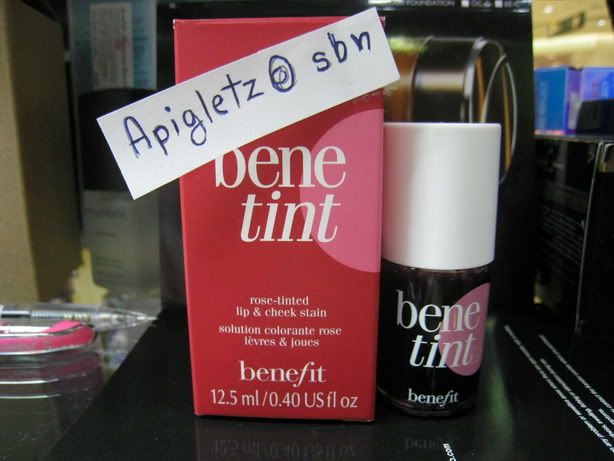 FOUNDATION
Apigletz@sbn
bene
tint
rose-tinted
lip & cheek stain
solution colorante rose
lèvres & joues
benefit
12.5 ml/0.40 US fl oz
bene
tint
benefit